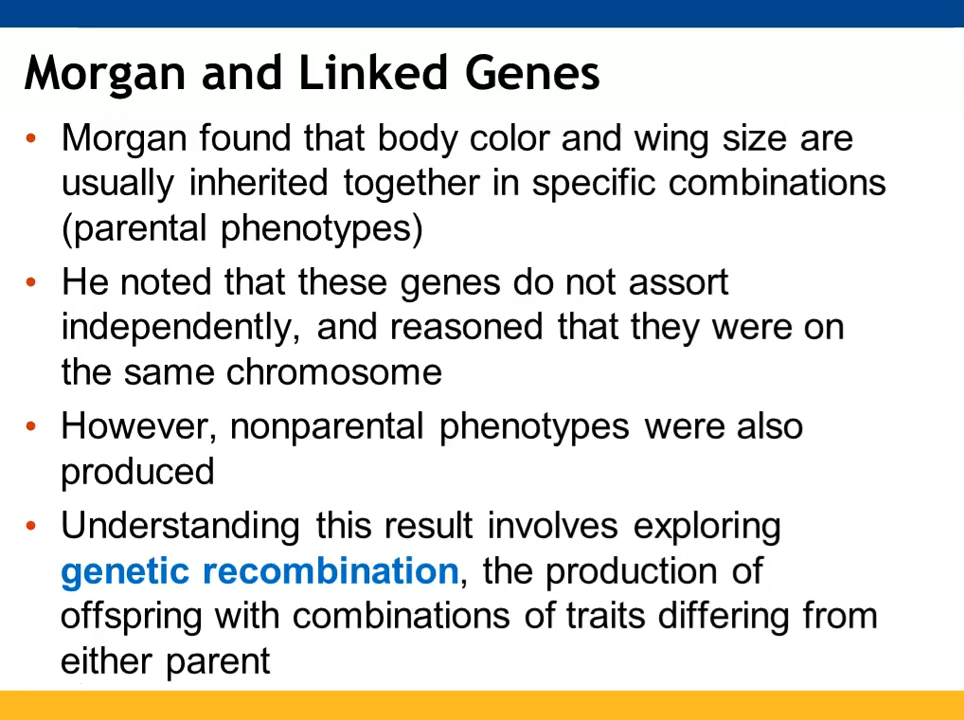 Morgan and Linked Genes
• Morgan found that body color and wing size are
usually inherited together in specific combinations
(parental phenotypes)
• He noted that these genes do not assort
independently, and reasoned that they were on
the same chromosome
• However, nonparental phenotypes were also
produced
• Understanding this result involves exploring
genetic recombination, the production of
offspring with combinations of traits differing from
either parent